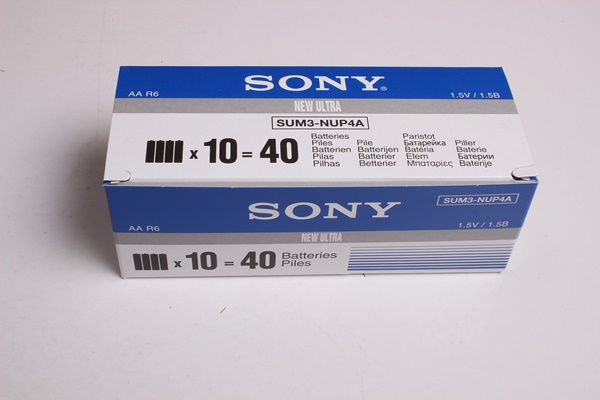 SONY®
AA R6
1.5V / 1.5B
NEW ULTRA
SUM3-NUP4A
x 10 = 40
Batteries Paristot
Piles Pile Батарейка Piller
Batterien Batterijen Batéria Baterie
Pilas Batterier Elem Батерии
Pilhas Betterier Μπαταρίες Baterije
SUM3-NUP4A
SONY
AA R6
1.5V / 1.5B
NEW ULTRA
x 10 = 40 Batteries
Piles